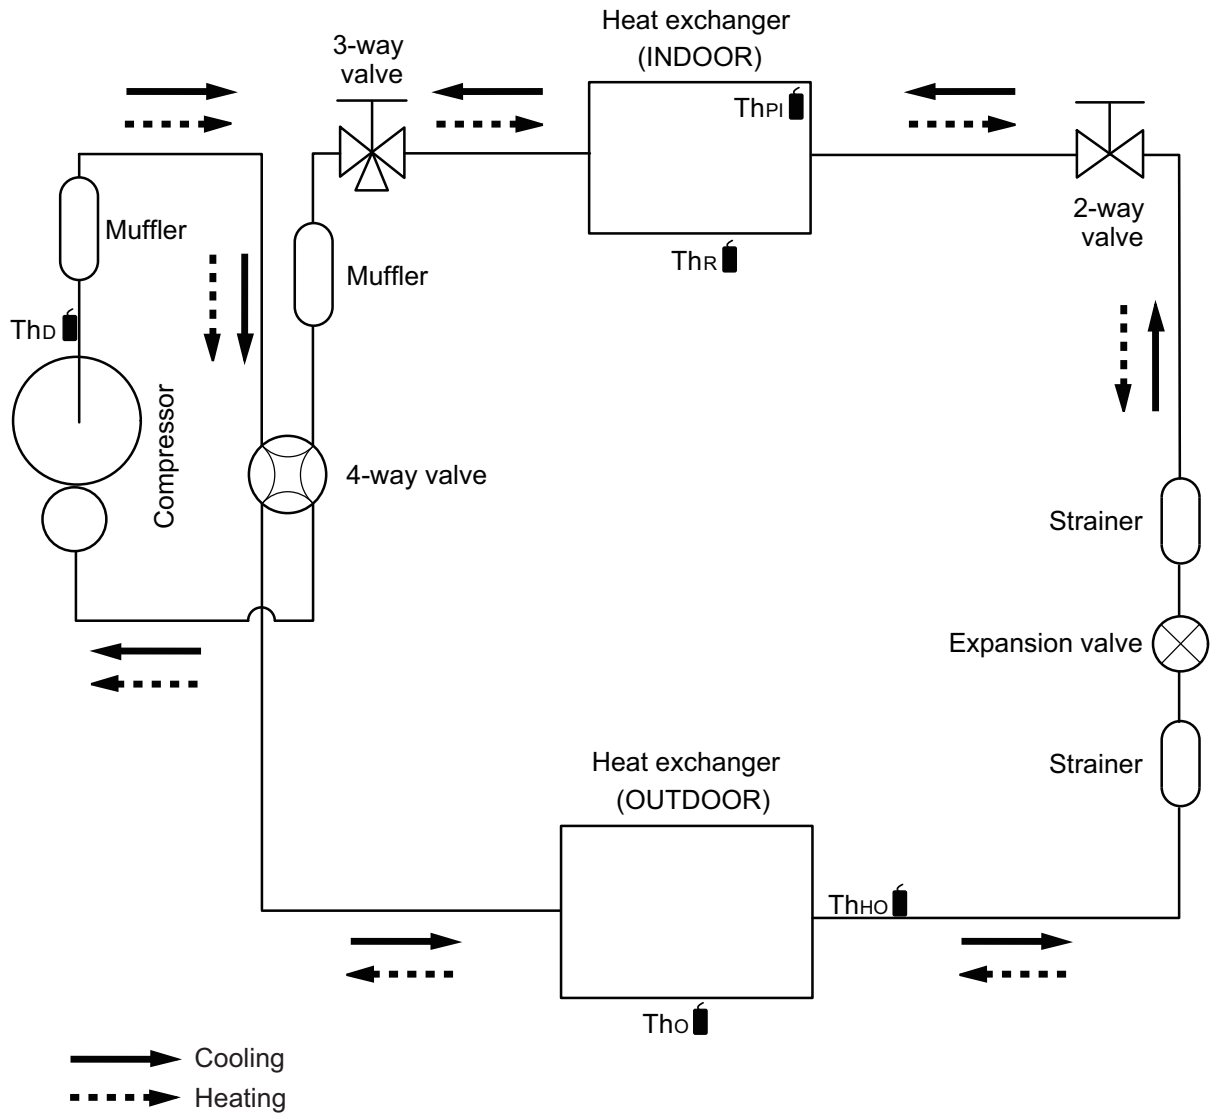 Heat exchanger
(INDOOR)
3-way
valve
ThPI
Muffler
2-way
valve
ThR
Muffler
ThD
Compressor
4-way valve
Strainer
Expansion valve
Heat exchanger
(OUTDOOR)
Strainer
ThHO
ThO
Cooling
Heating